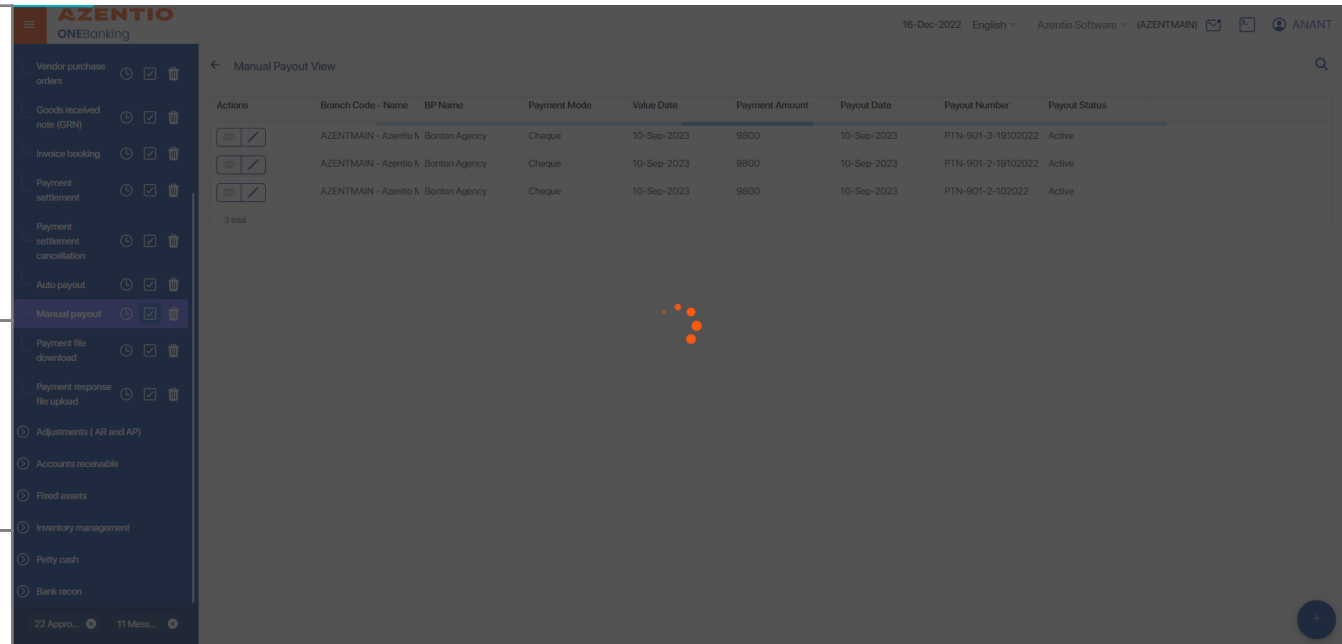 AZENTIO
ONEBanking
16-Dec-2022 English Azentio Software (AZENTMAIN) ANANT
Vendor purchase
orders
Goods received
note (GRN)
Invoice booking
Payment
settlement
Payment
settlement
cancellation
Auto payout
Manual payout
Payment file
download
Payment response
file upload
Adjustments ( AR and AP)
Accounts receivable
Fixed assets
Inventory management
Petty cash
Bank recon
22 Appro... 11 Mess...
Manual Payout View
Actions Branch Code - Name BP Name Payment Mode Value Date Payment Amount Payout Date Payout Number Payout Status
AZENTMAIN - Azentio M Bonton Agency Cheque 10-Sep-2023 9800 10-Sep-2023 PTN-901-3-19102022 Active
AZENTMAIN - Azentio M Bonton Agency Cheque 10-Sep-2023 9800 10-Sep-2023 PTN-901-2-19102022 Active
AZENTMAIN - Azentio M Bonton Agency Cheque 10-Sep-2023 9800 10-Sep-2023 PTN-901-2-102022 Active
3 total